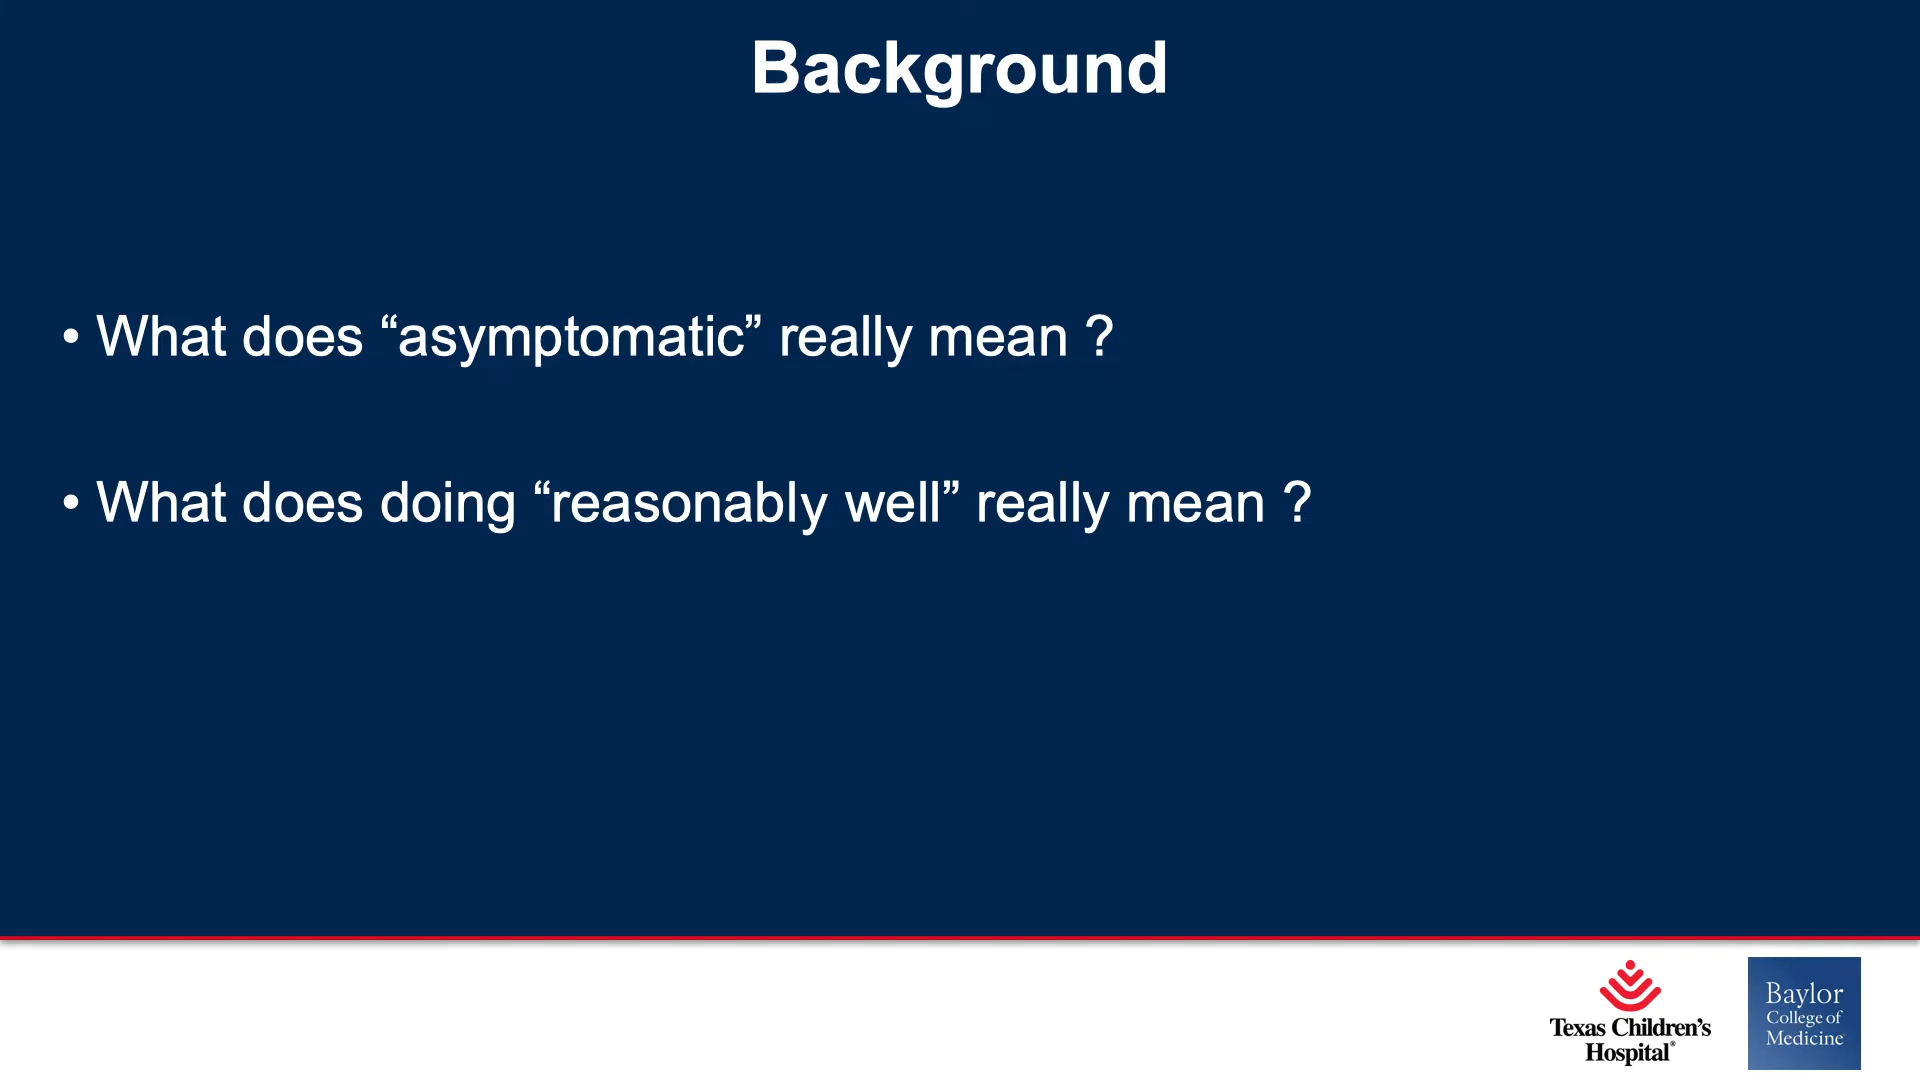 Background
• What does “asymptomatic” really mean ?
• What does doing “reasonably well” really mean ?
Texas Children’s
Hospital®
Baylor
College of
Medicine